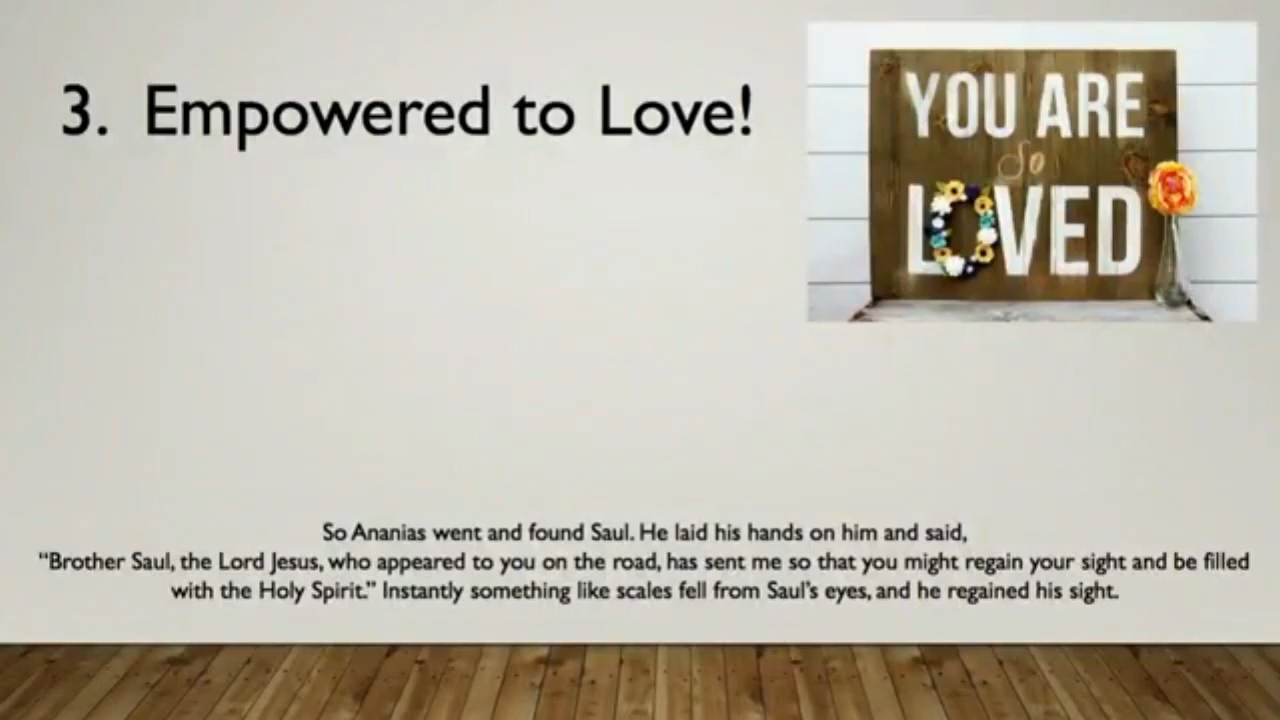 3. Empowered to Love!
YOU ARE
So
LOVED
So Ananias went and found Saul. He laid his hands on him and said,
“Brother Saul, the Lord Jesus, who appeared to you on the road, has sent me so that you might regain your sight and be filled
with the Holy Spirit.” Instantly something like scales fell from Saul’s eyes, and he regained his sight.